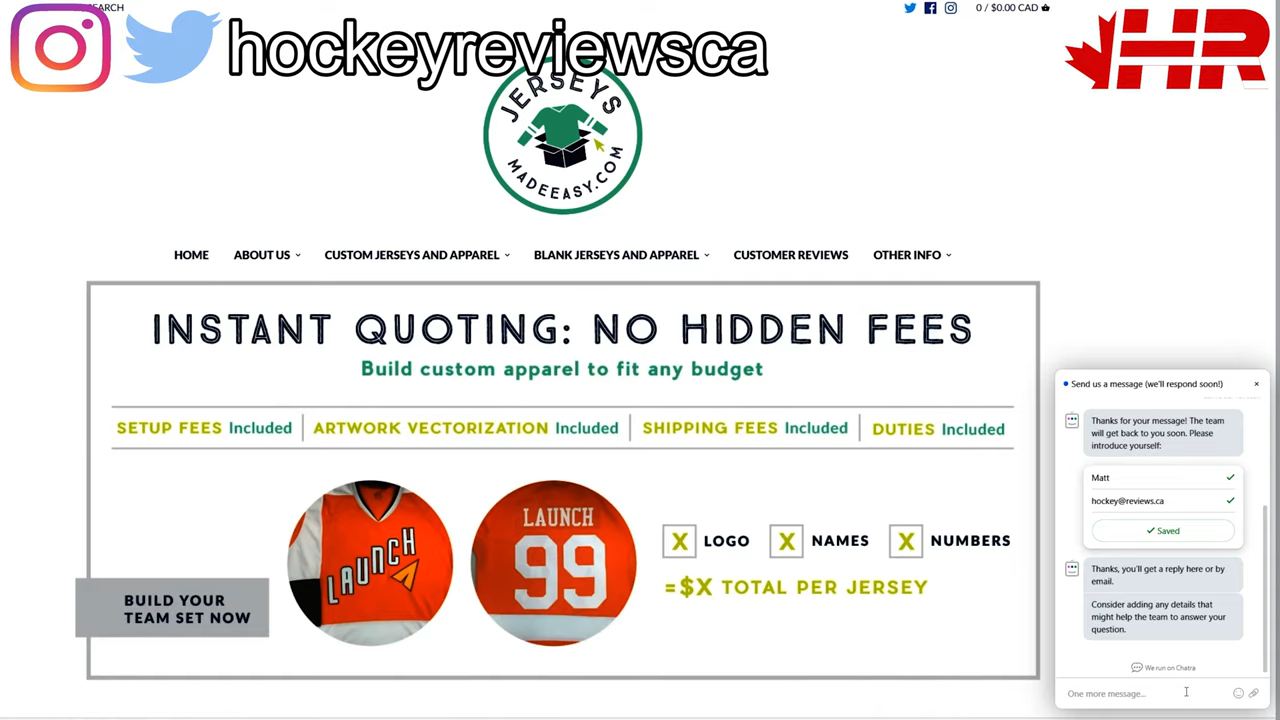 SEARCH
0 / $0.00 CAD
hockeyreviewsca
HR
JERSEYS
MADEEASY.COM
HOME
ABOUT US
CUSTOM JERSEYS AND APPAREL
BLANK JERSEYS AND APPAREL
CUSTOMER REVIEWS
OTHER INFO
INSTANT QUOTING: NO HIDDEN FEES
Build custom apparel to fit any budget
SETUP FEES Included
ARTWORK VECTORIZATION Included
SHIPPING FEES Included
DUTIES Included
LAUNCH
LAUNCH
99
X LOGO
X NAMES
X NUMBERS
=$X TOTAL PER JERSEY
BUILD YOUR
TEAM SET NOW
Send us a message (we'll respond soon!)
Thanks for your message! The team
will get back to you soon. Please
introduce yourself:
Matt
hockey@reviews.ca
Saved
Thanks, you'll get a reply here or by
email.
Consider adding any details that
might help the team to answer your
question.
We run on Chatra
One more message...